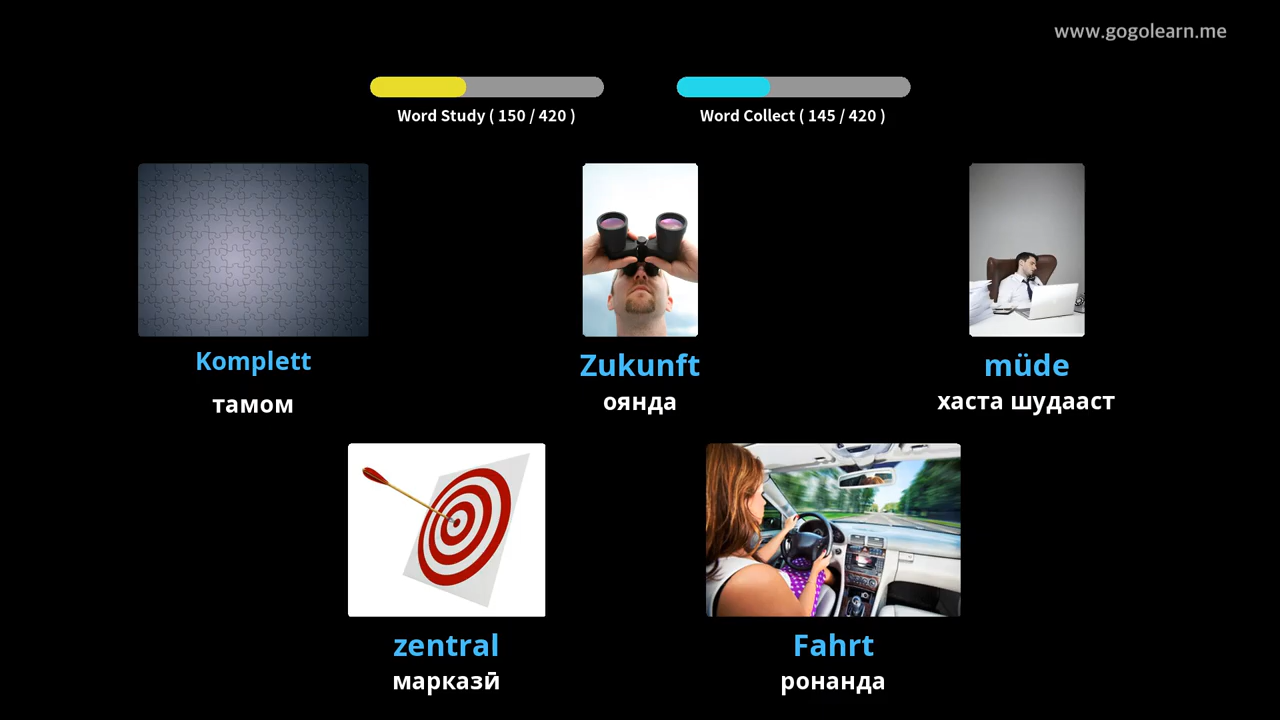 www.gogolearn.me
Word Study ( 150 / 420 )
Word Collect ( 145 / 420 )
Komplett
тамом
Zukunft
оянда
müde
хаста шудааст
zentral
марказӣ
Fahrt
ронанда